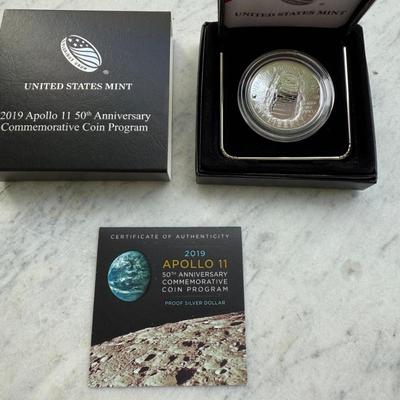 UNITED STATES MINT
2019 Apollo 11 50th Anniversary
Commemorative Coin Program
CERTIFICATE OF AUTHENTICITY
2019
APOLLO 11
50TH ANNIVERSARY
COMMEMORATIVE
COIN PROGRAM
PROOF SILVER DOLLAR